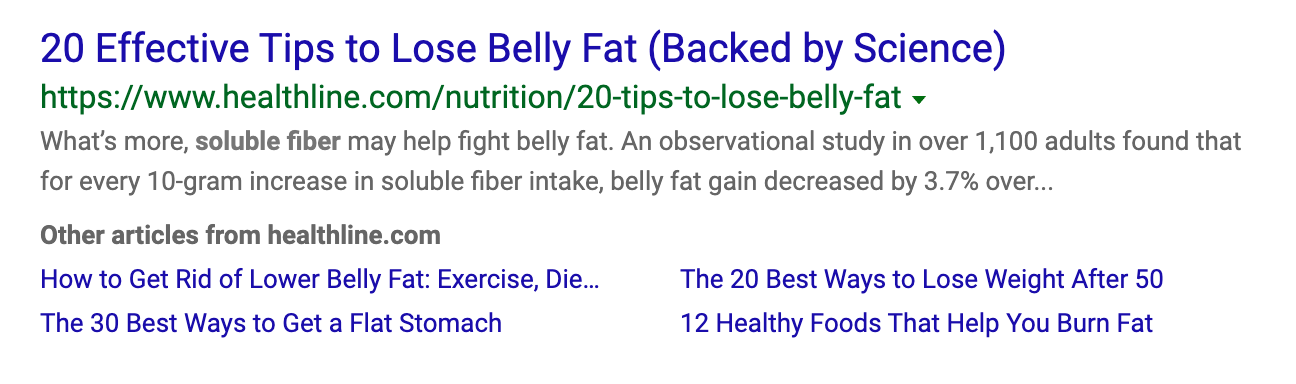 20 Effective Tips to Lose Belly Fat (Backed by Science)
https://www.healthline.com/nutrition/20-tips-to-lose-belly-fat
What’s more, soluble fiber may help fight belly fat. An observational study in over 1,100 adults found that
for every 10-gram increase in soluble fiber intake, belly fat gain decreased by 3.7% over...
Other articles from healthline.com
How to Get Rid of Lower Belly Fat: Exercise, Die... The 20 Best Ways to Lose Weight After 50
The 30 Best Ways to Get a Flat Stomach 12 Healthy Foods That Help You Burn Fat